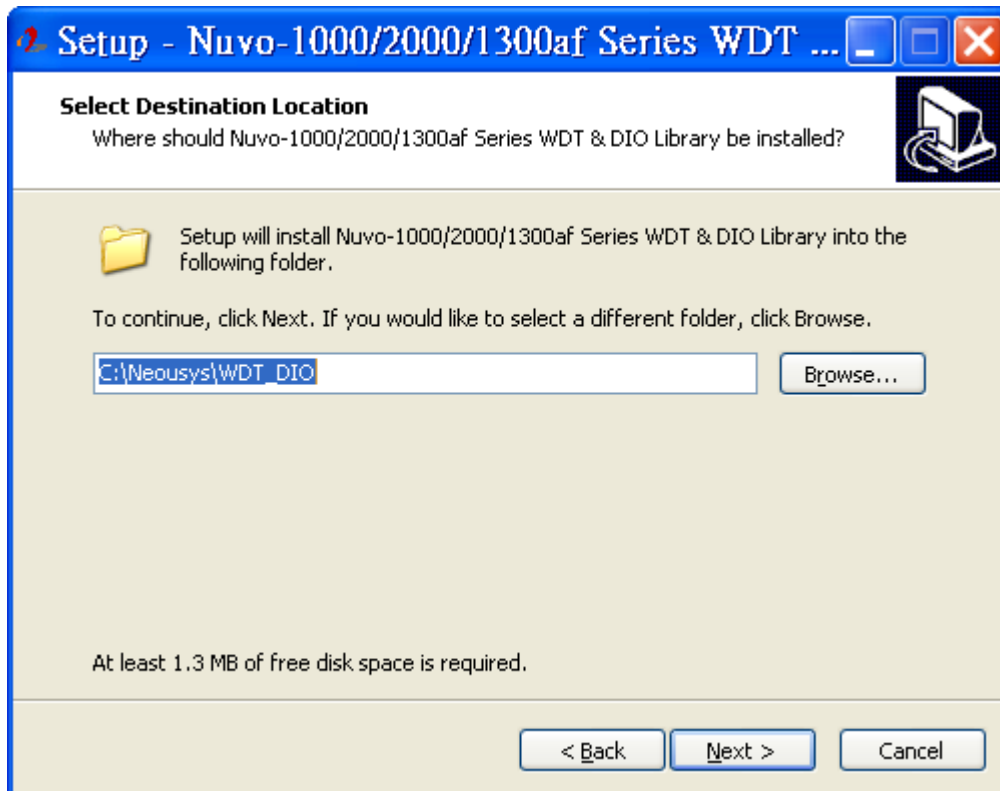 Setup - Nuvo-1000/2000/1300af Series WDT ...
Select Destination Location
Where should Nuvo-1000/2000/1300af Series WDT & DIO Library be installed?
Setup will install Nuvo-1000/2000/1300af Series WDT & DIO Library into the
following folder.
To continue, click Next. If you would like to select a different folder, click Browse.
C:\Neousys\WDT_DIO
Browse...
At least 1.3 MB of free disk space is required.
< Back
Next >
Cancel